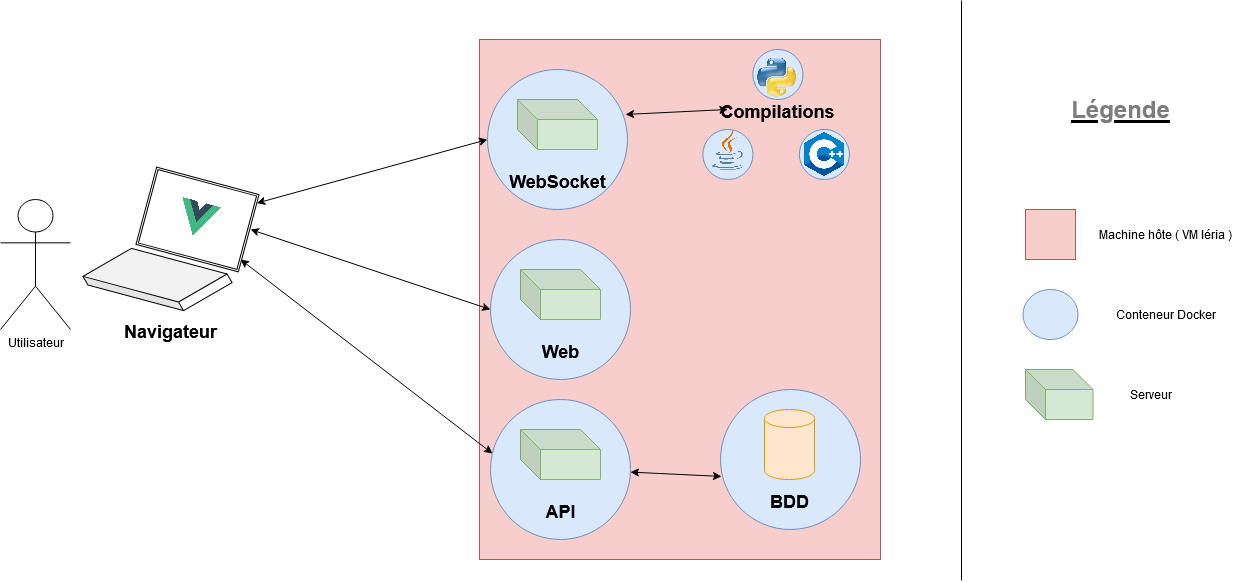 Compilations
WebSocket
Web
API
BDD
Navigateur
Utilisateur
C++
Légende
Machine hôte ( VM léria )
Conteneur Docker
Serveur